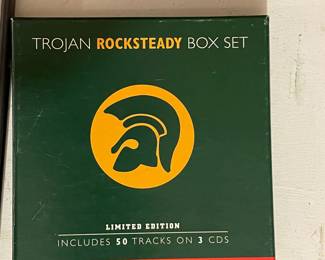 TROJAN ROCKSTEADY BOX SET
LIMITED EDITION
INCLUDES 50 TRACKS ON 3 CDS